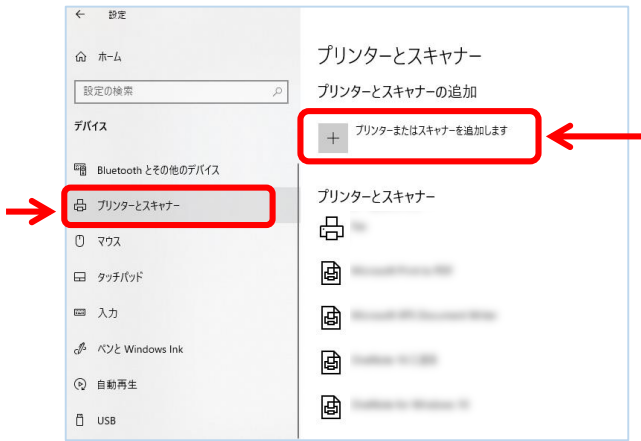 ← 設定
ホーム
設定の検索
デバイス
Bluetooth とその他のデバイス
プリンターとスキャナー
マウス
タッチパッド
入力
ペンと Windows Ink
自動再生
USB
プリンターとスキャナー
プリンターとスキャナーの追加
プリンターまたはスキャナーを追加します
プリンターとスキャナー